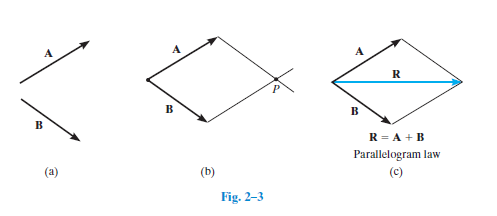 A
B
(a)
A
B
P
(b)
A
R
B
R = A + B
Parallelogram law
(c)
Fig. 2–3